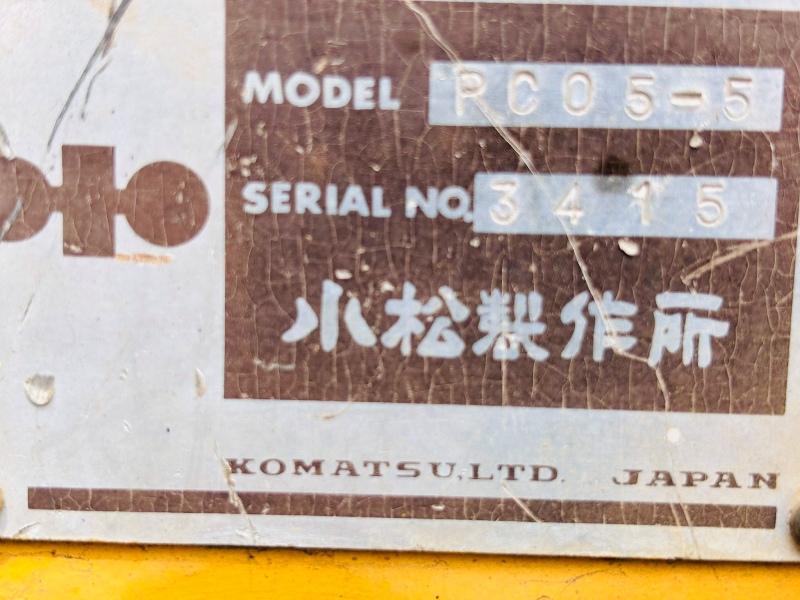 MODEL PC05-5
SERIAL NO. 3415
小松製作所
KOMATSU, LTD. JAPAN